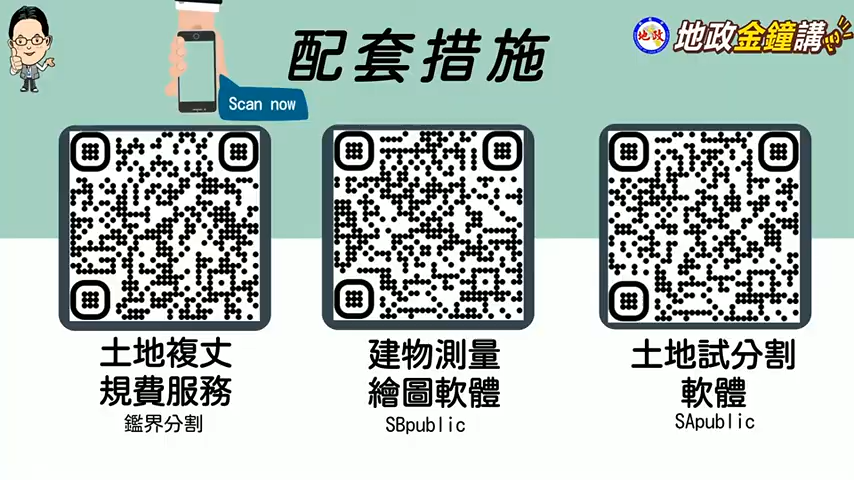 配套措施
地政
地政金鐘講
Scan now
土地複丈
規費服務
鑑界分割
建物測量
繪圖軟體
SBpublic
土地試分割
軟體
SApublic